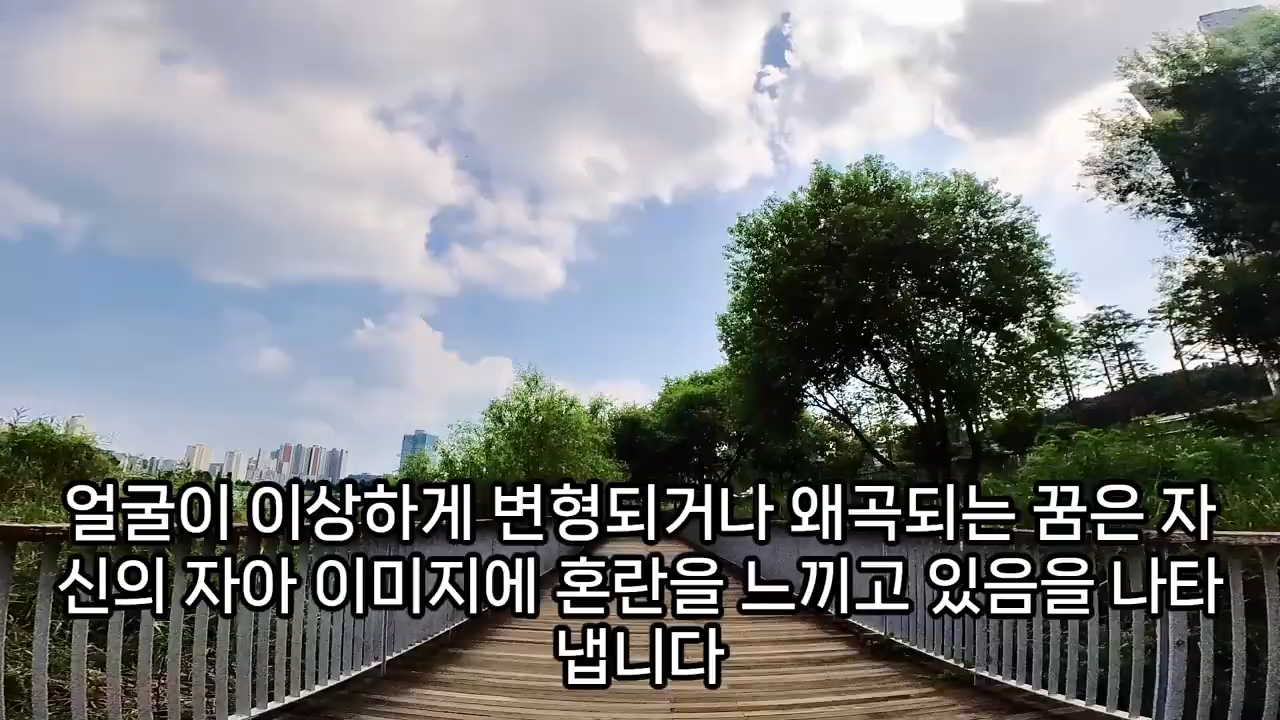 얼굴이 이상하게 변형되거나 왜곡되는 꿈은 자
신의 자아 이미지에 혼란을 느끼고 있음을 나타
냅니다